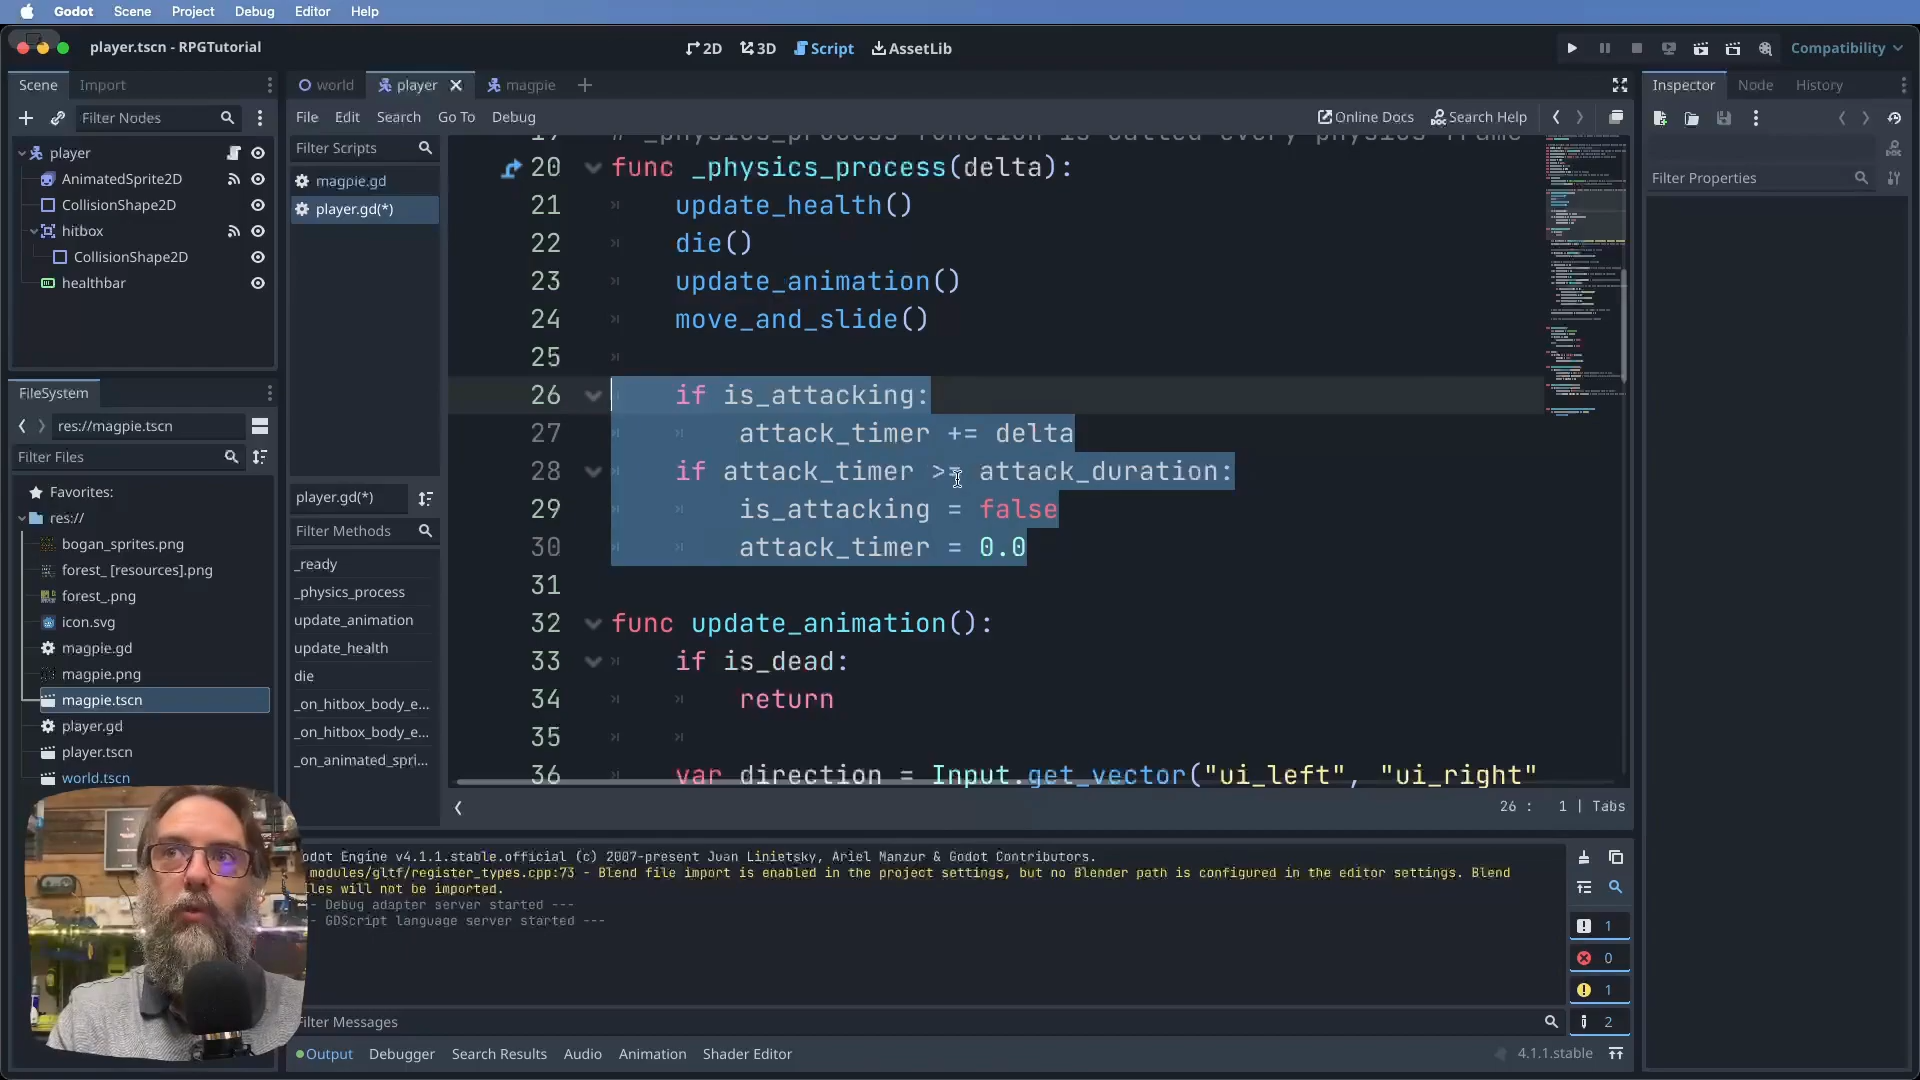 Godot Scene Project Debug Editor Help
player.tscn - RPGTutorial
2D 3D Script AssetLib
Compatibility
Scene Import
world player magpie
Inspector Node History
Filter Nodes
File Edit Search Go To Debug
Online Docs Search Help
player
AnimatedSprite2D
CollisionShape2D
hitbox
CollisionShape2D
healthbar
Filter Scripts
magpie.gd
player.gd(*)
Filter Properties
# _physics_process function is called every physics frame
20 func _physics_process(delta):
21 update_health()
22 die()
23 update_animation()
24 move_and_slide()
25
26 if is_attacking:
27 attack_timer += delta
28 if attack_timer >= attack_duration:
29 is_attacking = false
30 attack_timer = 0.0
31
32 func update_animation():
33 if is_dead:
34 return
35
36 var direction = Input.get_vector("ui_left", "ui_right"
26 : 1 | Tabs
FileSystem
res://magpie.tscn
Filter Files
Favorites:
res://
bogan_sprites.png
forest_ [resources].png
forest_.png
icon.svg
magpie.gd
magpie.png
magpie.tscn
player.gd
player.tscn
world.tscn
player.gd(*)
Filter Methods
_ready
_physics_process
update_animation
update_health
die
_on_hitbox_body_e...
_on_hitbox_body_e...
_on_animated_spri...
odot Engine v4.1.1.stable.official (c) 2007-present Juan Linietsky, Ariel Manzur & Godot Contributors.
modules/gltf/register_types.cpp:73 - Blend file import is enabled in the project settings, but no Blender path is configured in the editor settings. Blend
iles will not be imported.
-- Debug adapter server started ---
-- GDScript language server started ---
1
0
1
2
Filter Messages
Output Debugger Search Results Audio Animation Shader Editor
4.1.1.stable